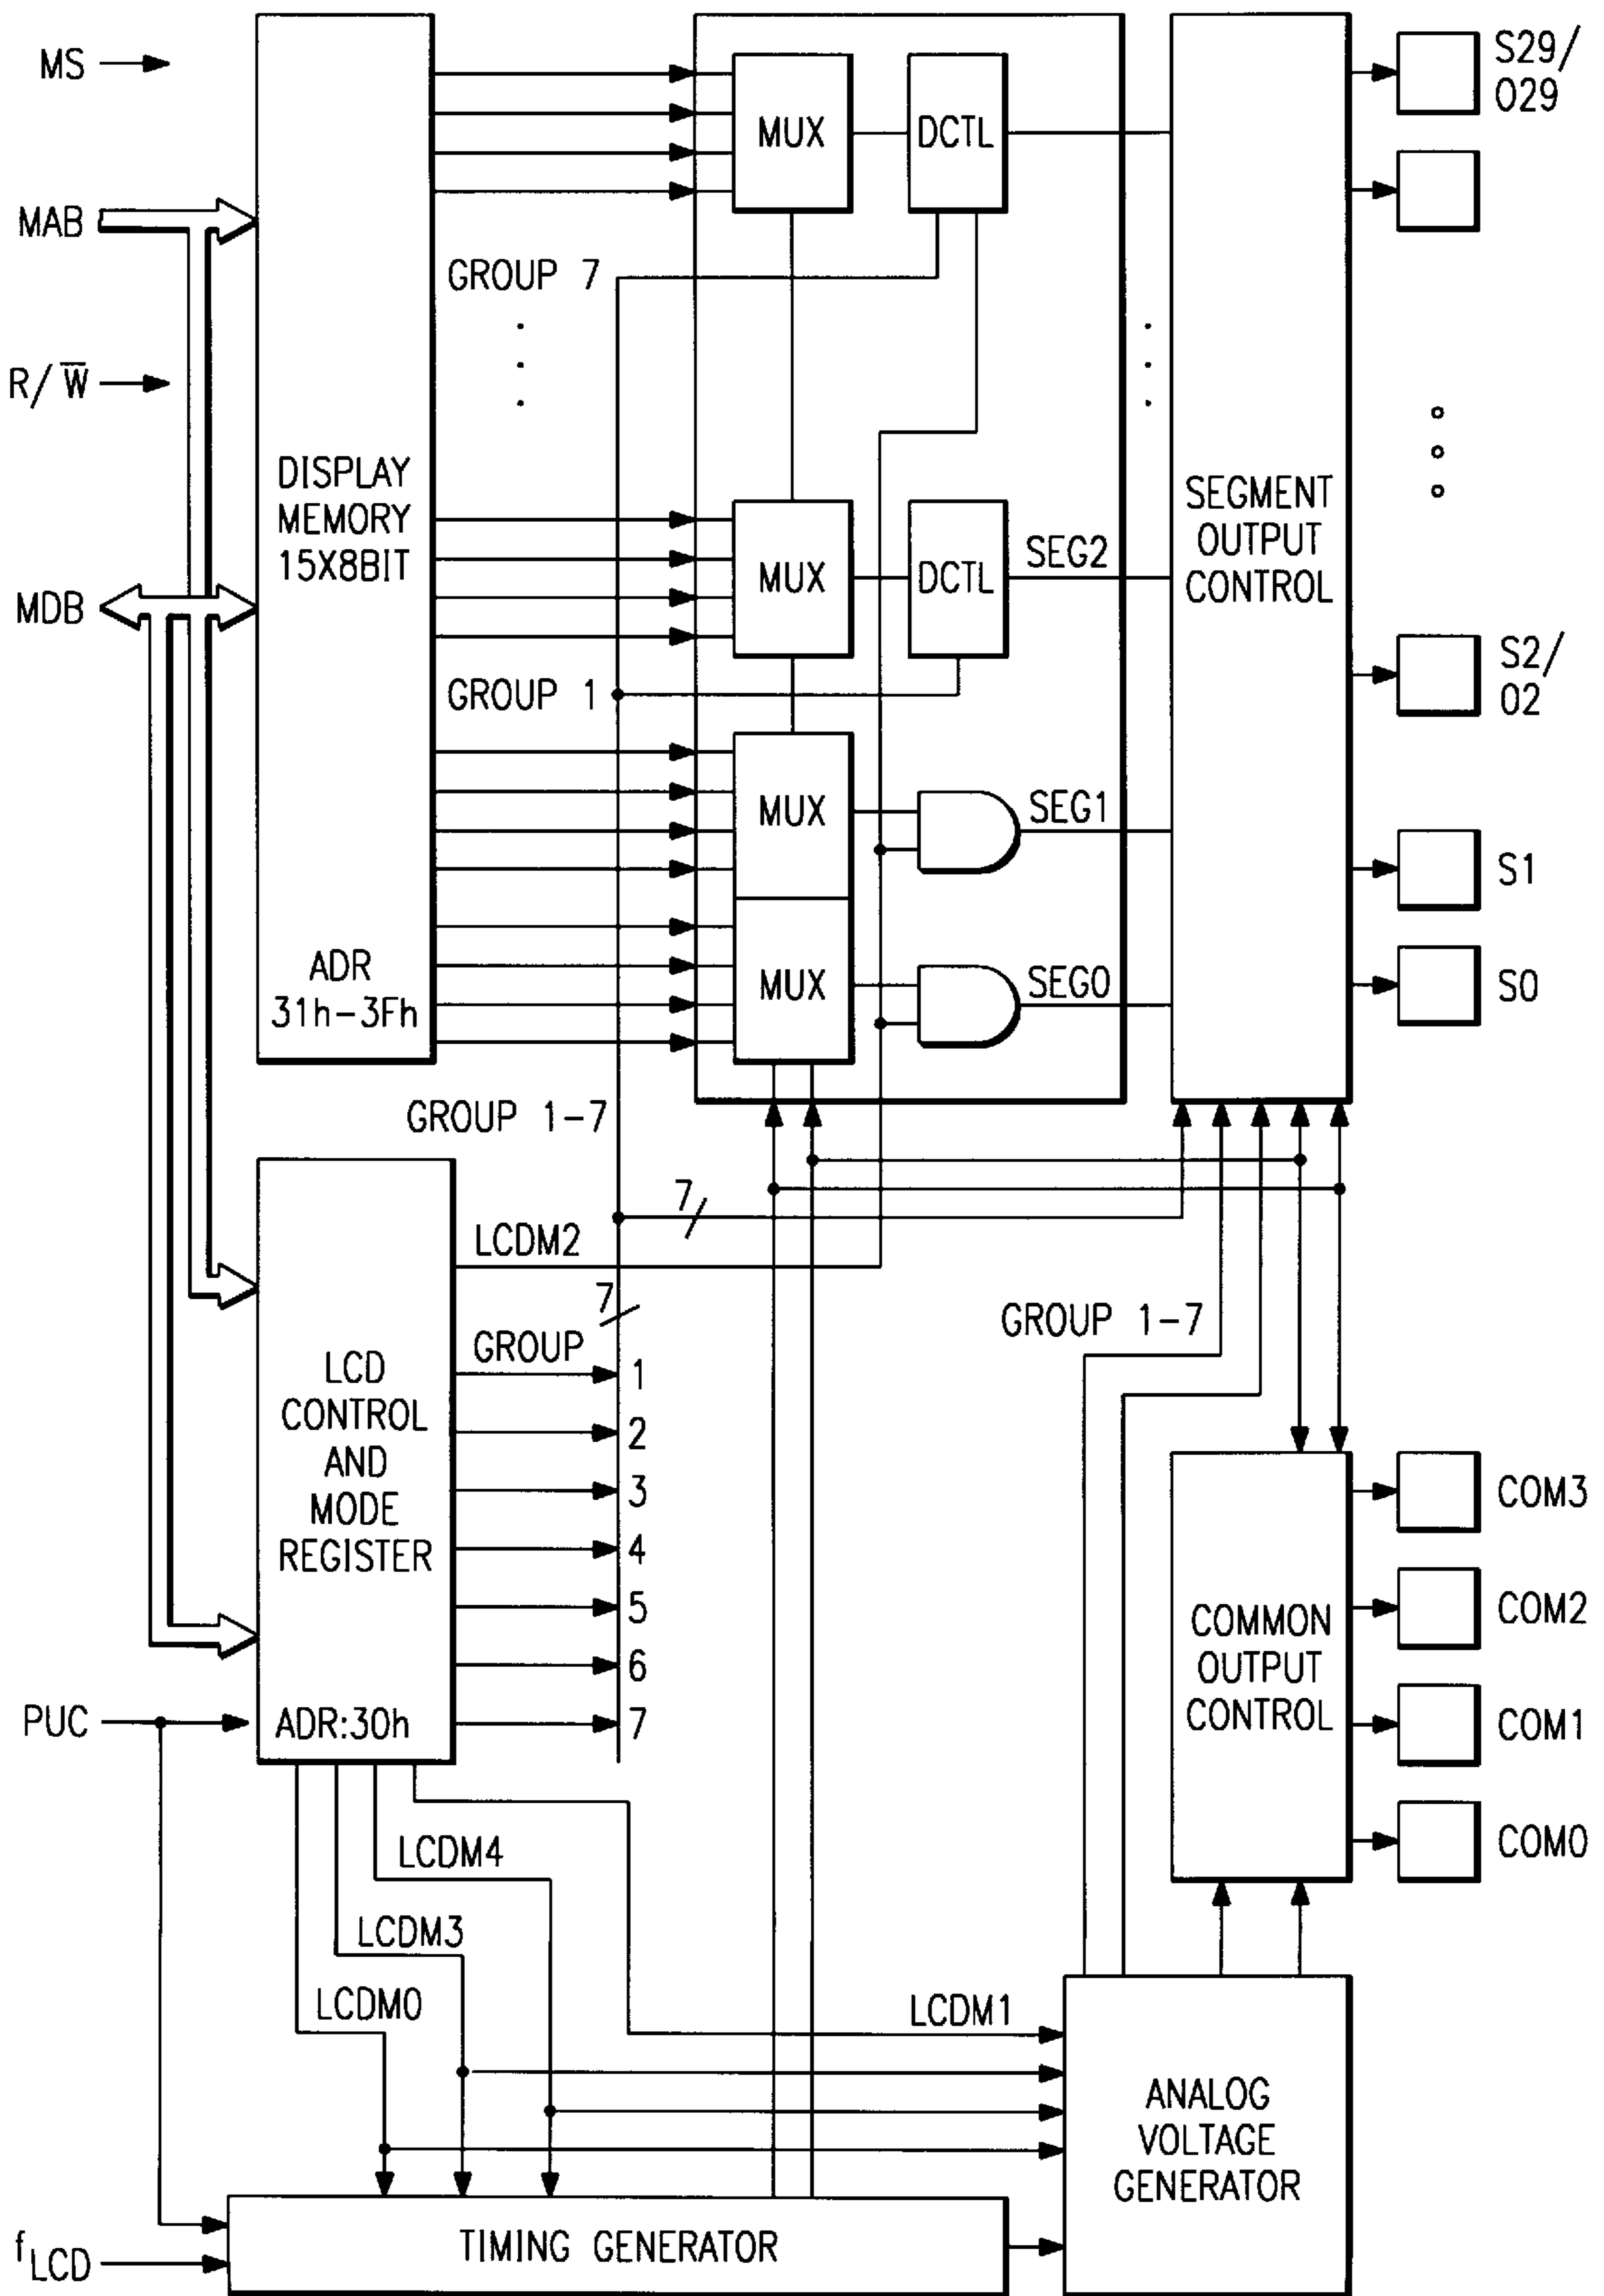 MS
MAB
R/W̅
MDB
DISPLAY
MEMORY
15X8BIT
ADR
31h-3Fh
GROUP 7
GROUP 1
GROUP 1-7
MUX
DCTL
MUX
DCTL
SEG2
MUX
SEG1
MUX
SEG0
SEGMENT
OUTPUT
CONTROL
S29/
O29
S2/
O2
S1
S0
7
LCDM2
7
GROUP
1
2
3
4
5
6
7
LCD
CONTROL
AND
MODE
REGISTER
ADR:30h
PUC
GROUP 1-7
COMMON
OUTPUT
CONTROL
COM3
COM2
COM1
COM0
LCDM4
LCDM3
LCDM0
LCDM1
ANALOG
VOLTAGE
GENERATOR
TIMING GENERATOR
fLCD